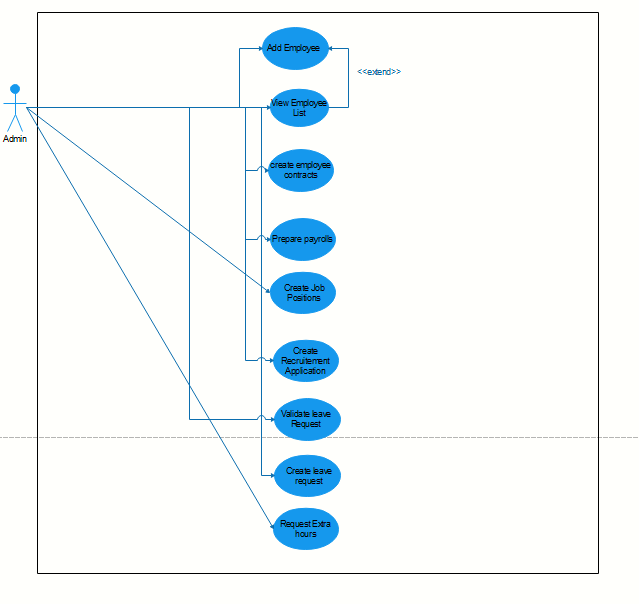 Add Employee
<<extend>>
View Employee
List
Admin
create employee
contracts
Prepare payrolls
Create Job
Positions
Create
Recruitement
Application
Validate leave
Request
Create leave
request
Request Extra
hours